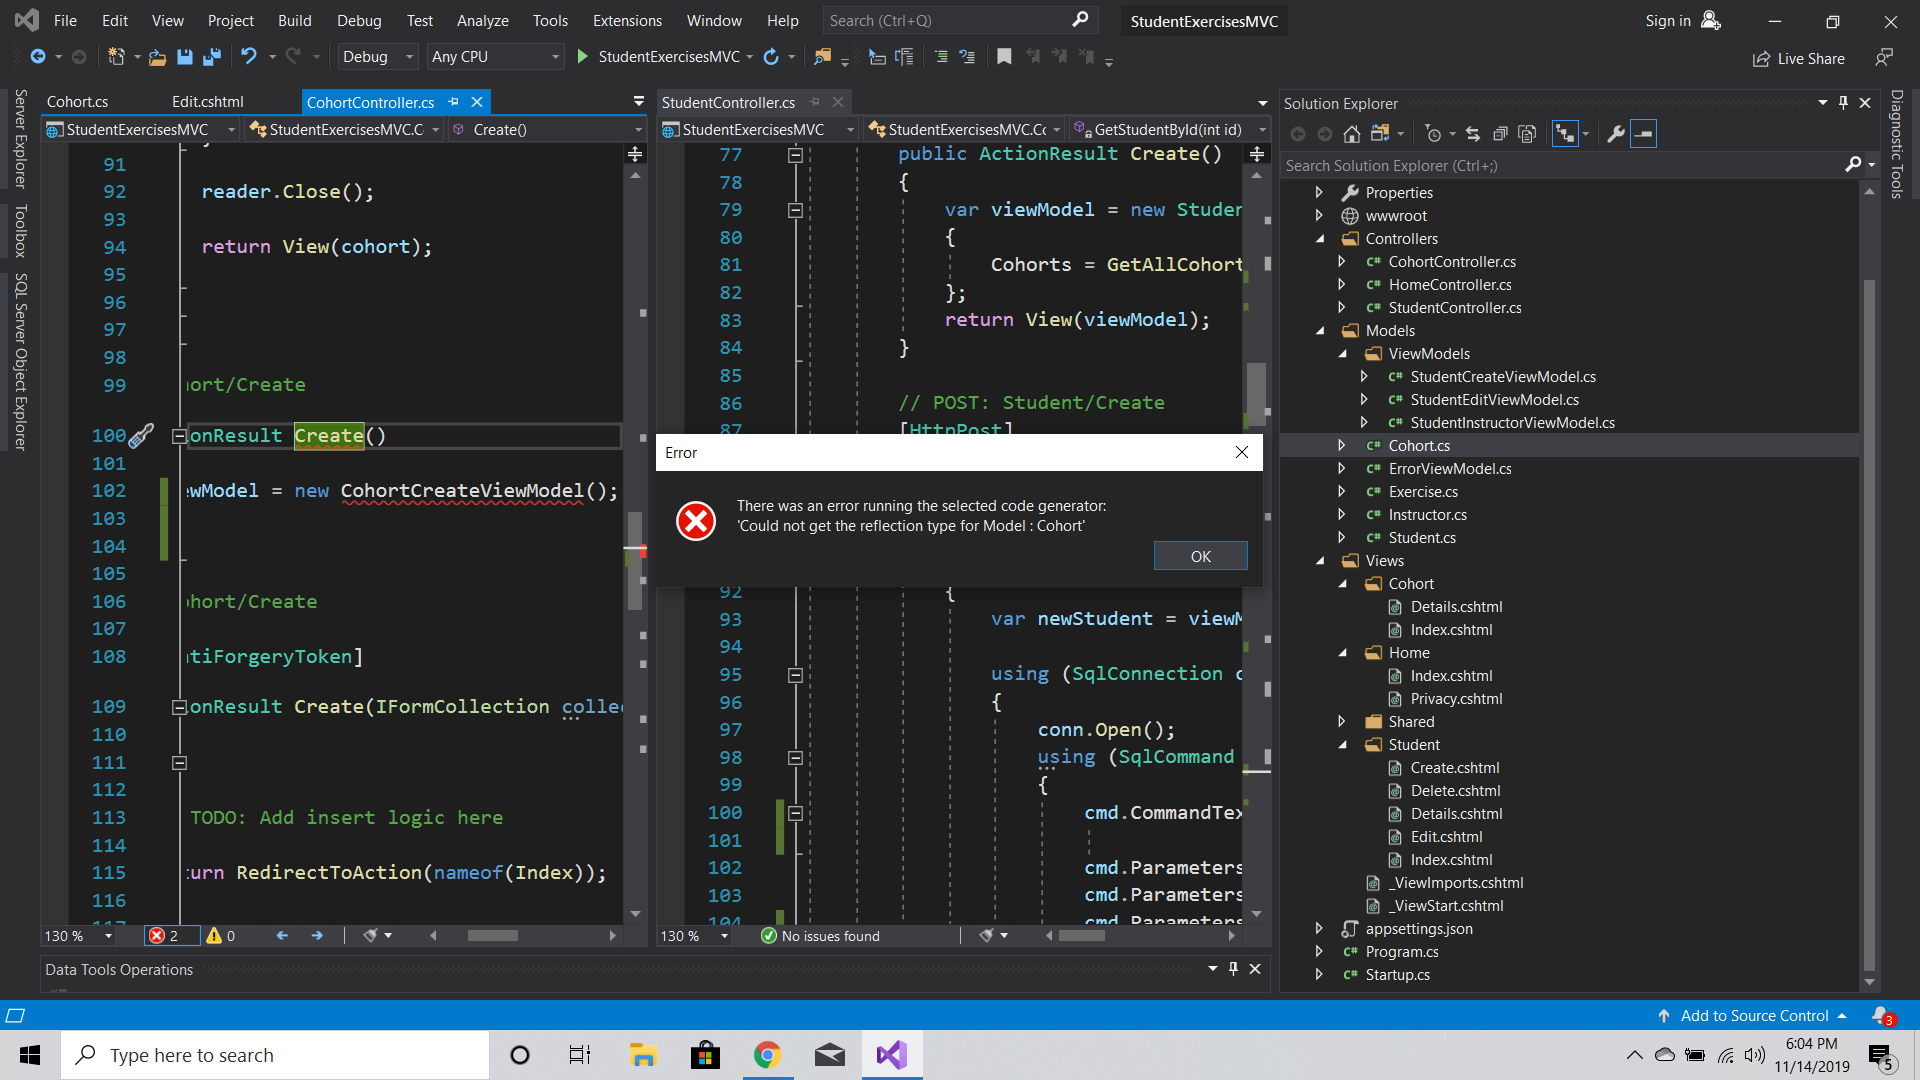 File Edit View Project Build Debug Test Analyze Tools Extensions Window Help Search (Ctrl+Q) StudentExercisesMVC Sign in
Debug Any CPU StudentExercisesMVC Live Share
Server Explorer
Toolbox
SQL Server Object Explorer
Cohort.cs Edit.cshtml CohortController.cs
StudentExercisesMVC StudentExercisesMVC.C Create()
91
92 reader.Close();
93
94 return View(cohort);
95
96
97
98
99 ort/Create
100 onResult Create()
101
102 ewModel = new CohortCreateViewModel();
103
104
105
106 hort/Create
107
108 tiForgeryToken]
109 onResult Create(IFormCollection colle
110
111
112
113 TODO: Add insert logic here
114
115 urn RedirectToAction(nameof(Index));
116
130 % 2 0
StudentController.cs
StudentExercisesMVC StudentExercisesMVC.Cc GetStudentById(int id)
77 public ActionResult Create()
78 {
79 var viewModel = new Studen
80 {
81 Cohorts = GetAllCohort
82 };
83 return View(viewModel);
84 }
85
86 // POST: Student/Create
87 [HttpPost]
Error
There was an error running the selected code generator:
'Could not get the reflection type for Model : Cohort'
OK
92 {
93 var newStudent = viewM
94
95 using (SqlConnection c
96 {
97 conn.Open();
98 using (SqlCommand
99 {
100 cmd.CommandTex
101
102 cmd.Parameters
103 cmd.Parameters
104 cmd.Parameters
130 % No issues found
Data Tools Operations
Solution Explorer
Search Solution Explorer (Ctrl+;)
Properties
wwwroot
Controllers
C# CohortController.cs
C# HomeController.cs
C# StudentController.cs
Models
ViewModels
C# StudentCreateViewModel.cs
C# StudentEditViewModel.cs
C# StudentInstructorViewModel.cs
C# Cohort.cs
C# ErrorViewModel.cs
C# Exercise.cs
C# Instructor.cs
C# Student.cs
Views
Cohort
Details.cshtml
Index.cshtml
Home
Index.cshtml
Privacy.cshtml
Shared
Student
Create.cshtml
Delete.cshtml
Details.cshtml
Edit.cshtml
Index.cshtml
_ViewImports.cshtml
_ViewStart.cshtml
appsettings.json
C# Program.cs
C# Startup.cs
Diagnostic Tools
Add to Source Control 3
Type here to search
6:04 PM
11/14/2019
5